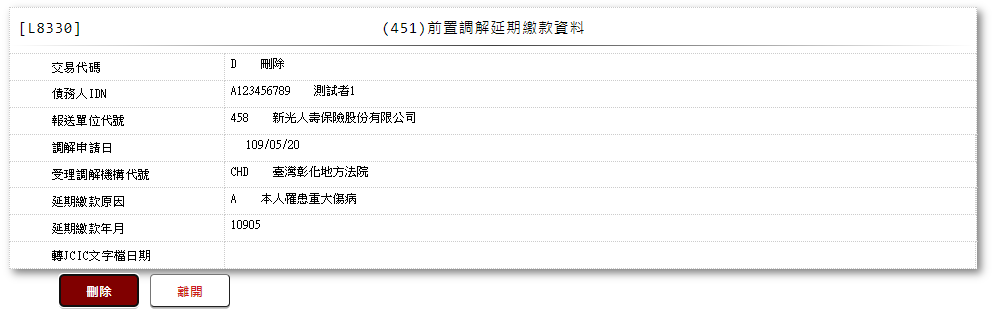 [L8330] (451)前置調解延期繳款資料
交易代碼 D 刪除
債務人IDN A123456789 測試者1
報送單位代號 458 新光人壽保險股份有限公司
調解申請日 109/05/20
受理調解機構代號 CHD 臺灣彰化地方法院
延期繳款原因 A 本人罹患重大傷病
延期繳款年月 10905
轉JCIC文字檔日期
刪除 離開